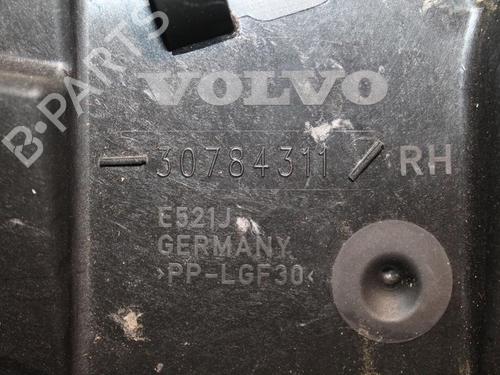 B-PARTS
VOLVO
30784311 RH
E521J
GERMANY
>PP-LGF30<